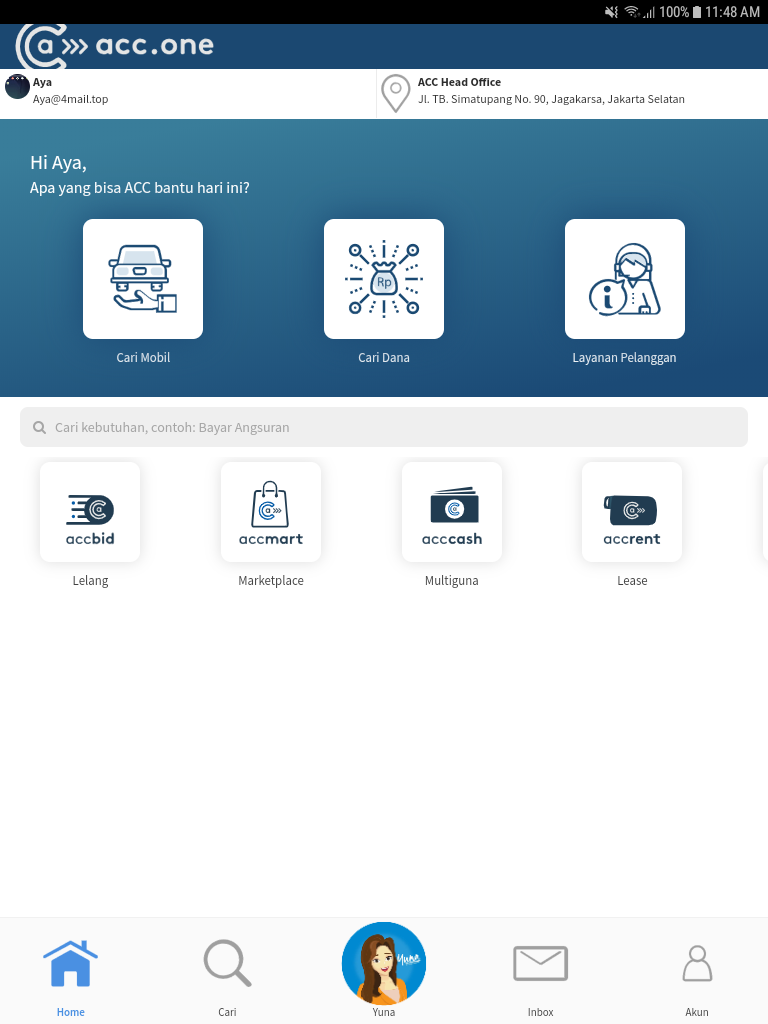 100% 11:48 AM
a acc.one
Aya
Aya@4mail.top
ACC Head Office
Jl. TB. Simatupang No. 90, Jagakarsa, Jakarta Selatan
Hi Aya,
Apa yang bisa ACC bantu hari ini?
Rp
Cari Mobil
Cari Dana
Layanan Pelanggan
Cari kebutuhan, contoh: Bayar Angsuran
accbid
a
accmart
acccash
a
accrent
Lelang
Marketplace
Multiguna
Lease
Yuna
Home
Cari
Yuna
Inbox
Akun